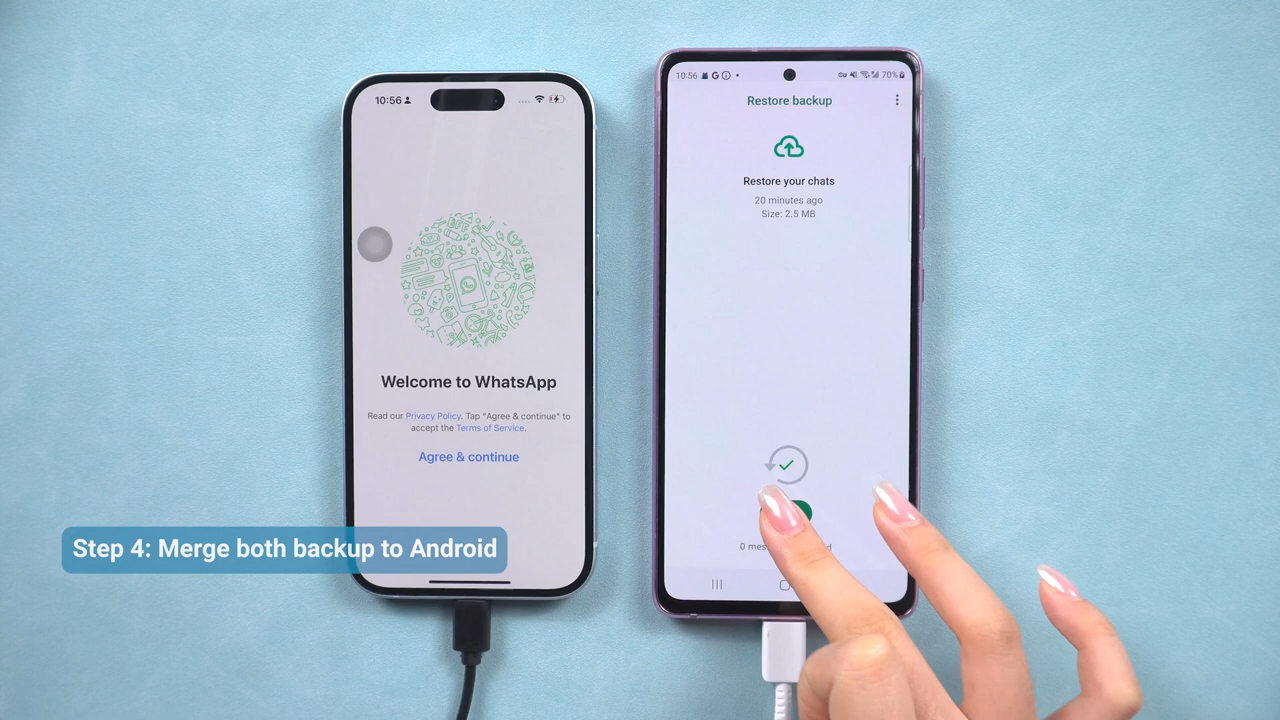 10:56
Welcome to WhatsApp
Read our Privacy Policy. Tap "Agree & continue" to
accept the Terms of Service.
Agree & continue
10:56 G 70%
Restore backup
Restore your chats
20 minutes ago
Size: 2.5 MB
0
Step 4: Merge both backup to Android